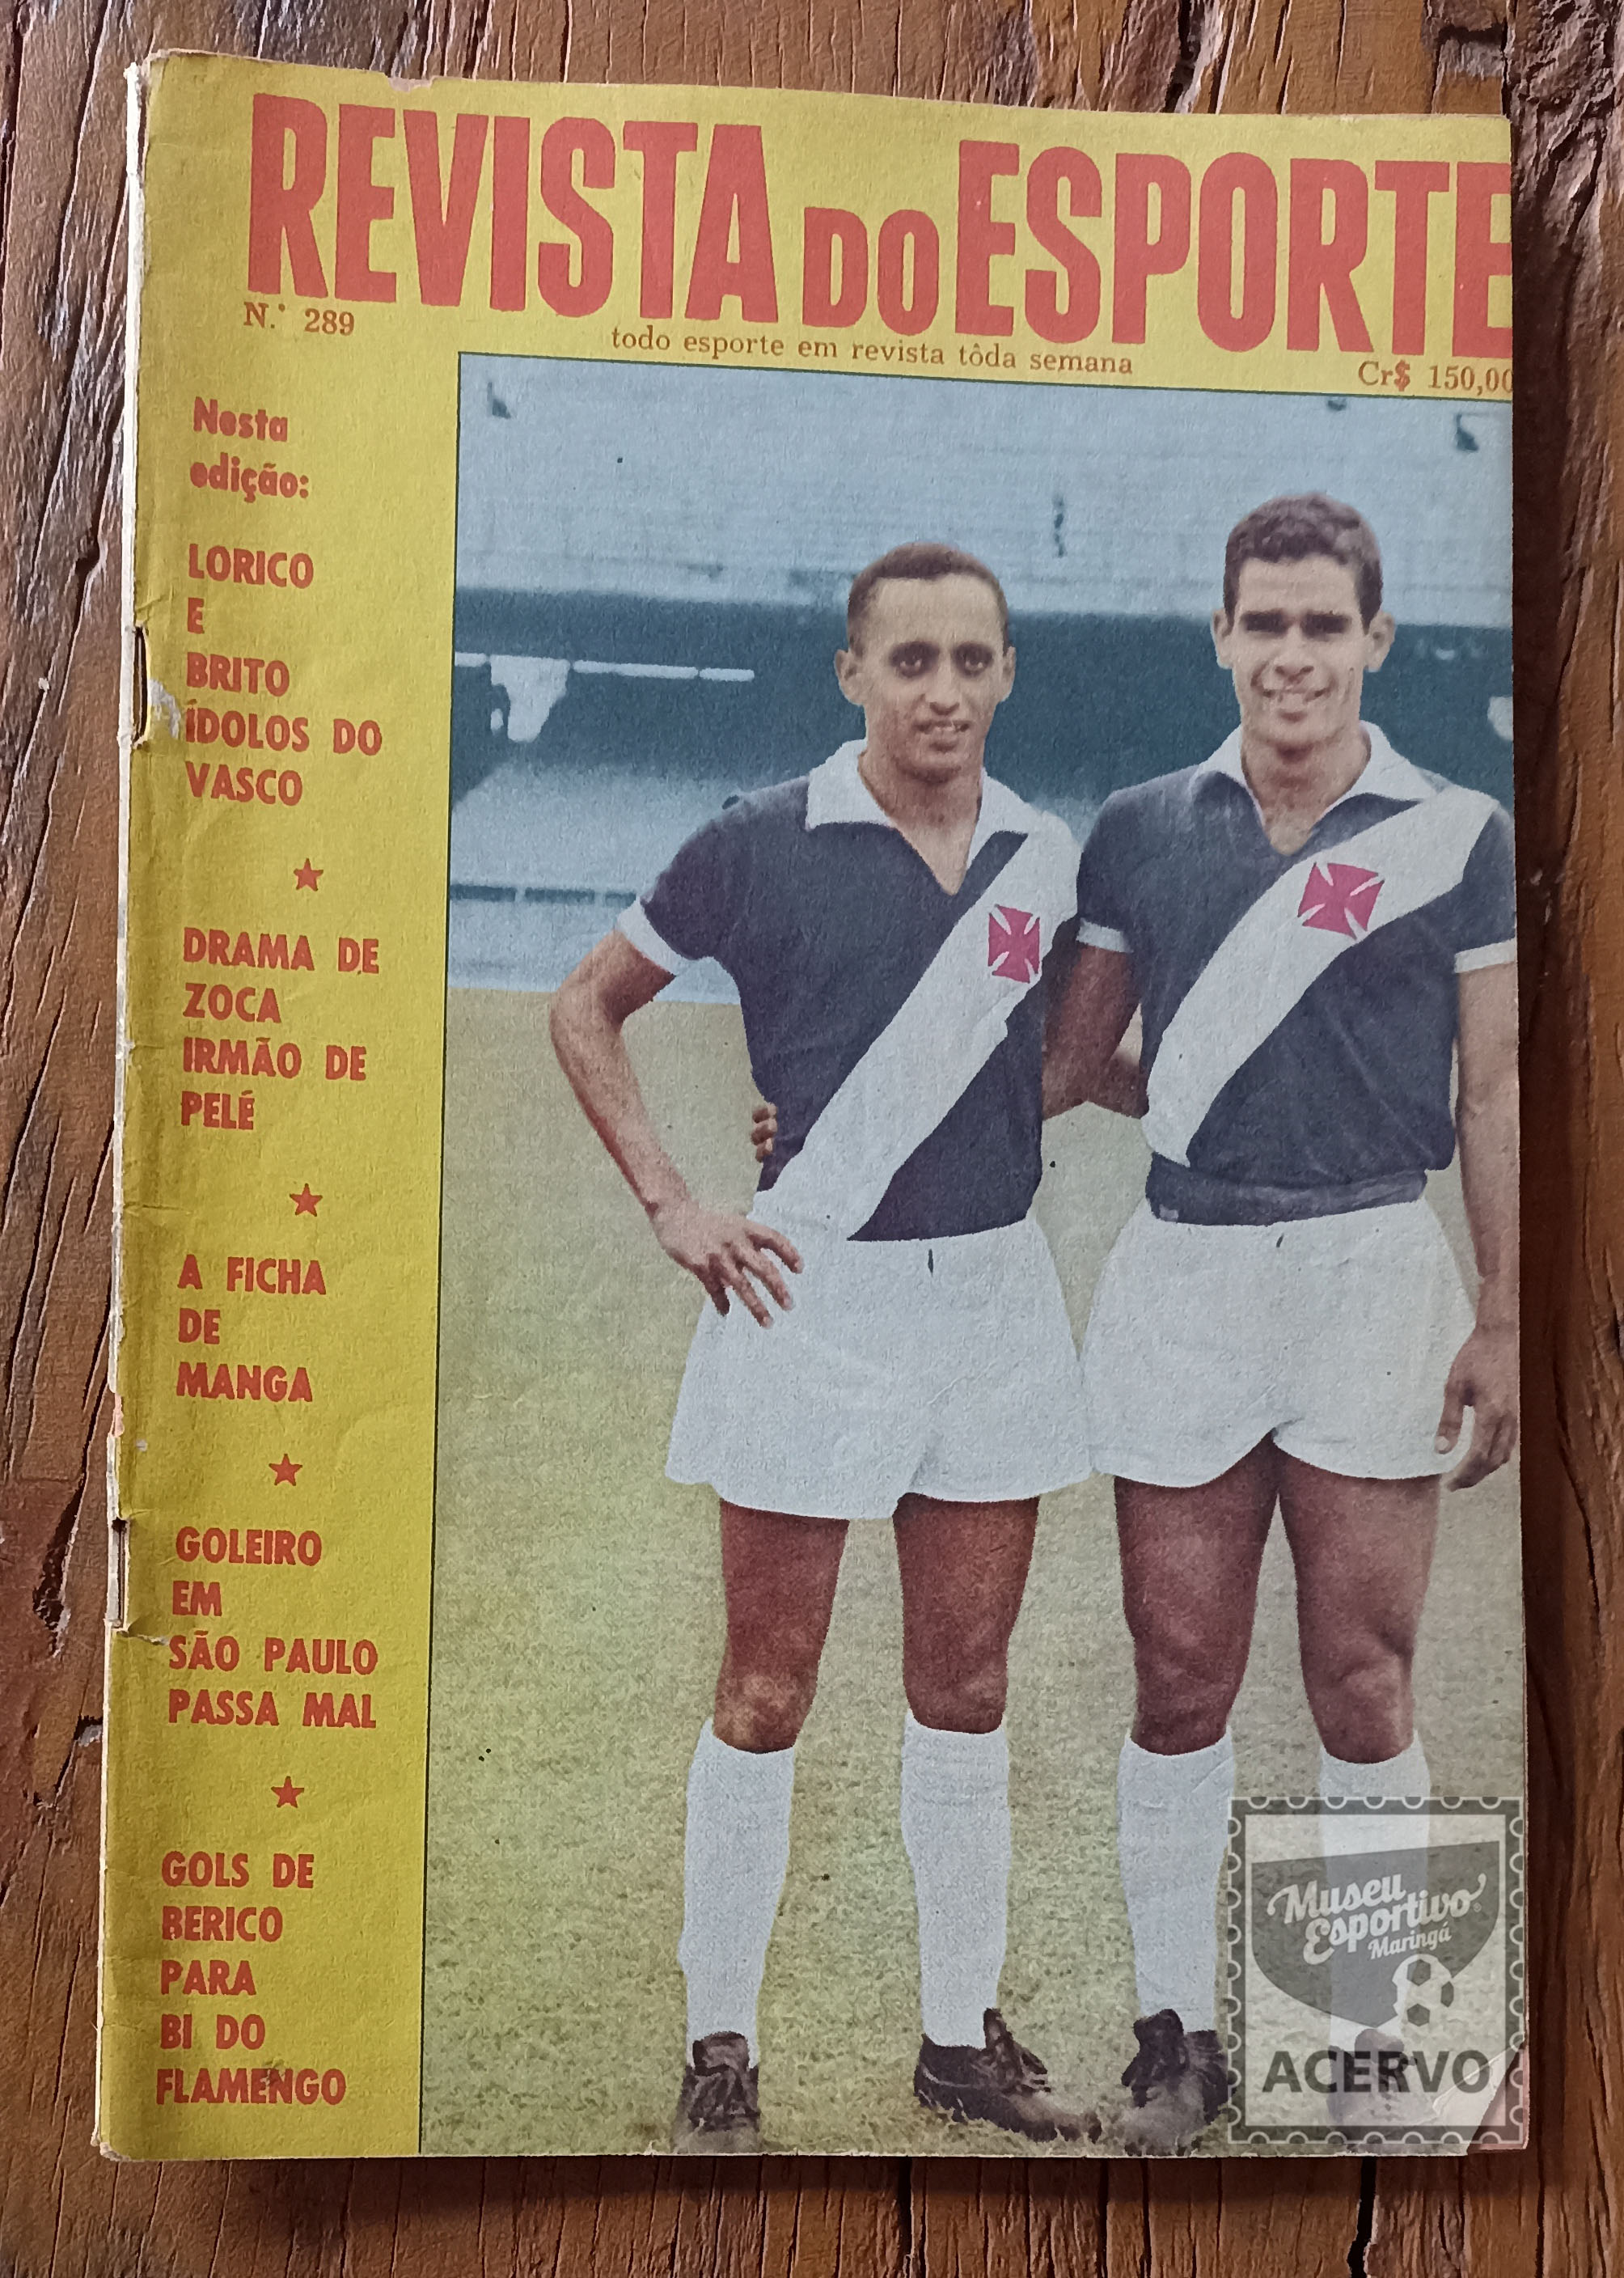 REVISTA DO ESPORTE
N.° 289
todo esporte em revista tôda semana
Cr$ 150,00
Nesta
edição:
LORICO
E
BRITO
ÍDOLOS DO
VASCO
DRAMA DE
ZOCA
IRMÃO DE
PELÉ
A FICHA
DE
MANGA
GOLEIRO
EM
SÃO PAULO
PASSA MAL
GOLS DE
BERICO
PARA
BI DO
FLAMENGO
Museu
Esportivo
Maringá
ACERVO